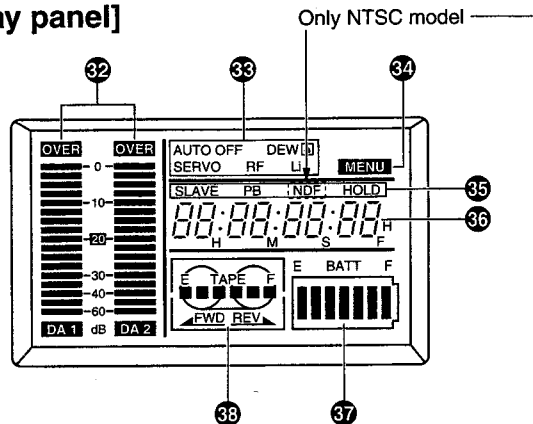 ay panel]
Only NTSC model
32 33 34
OVER OVER
AUTO OFF DEW
SERVO RF Li MENU
SLAVE PB NDF HOLD 35
88:88:88:88H 36
H M S F
0
-10-
-20-
-30-
-40-
-60-
DA 1 dB DA 2
E TAPE F
FWD REV
E BATT F
38 37